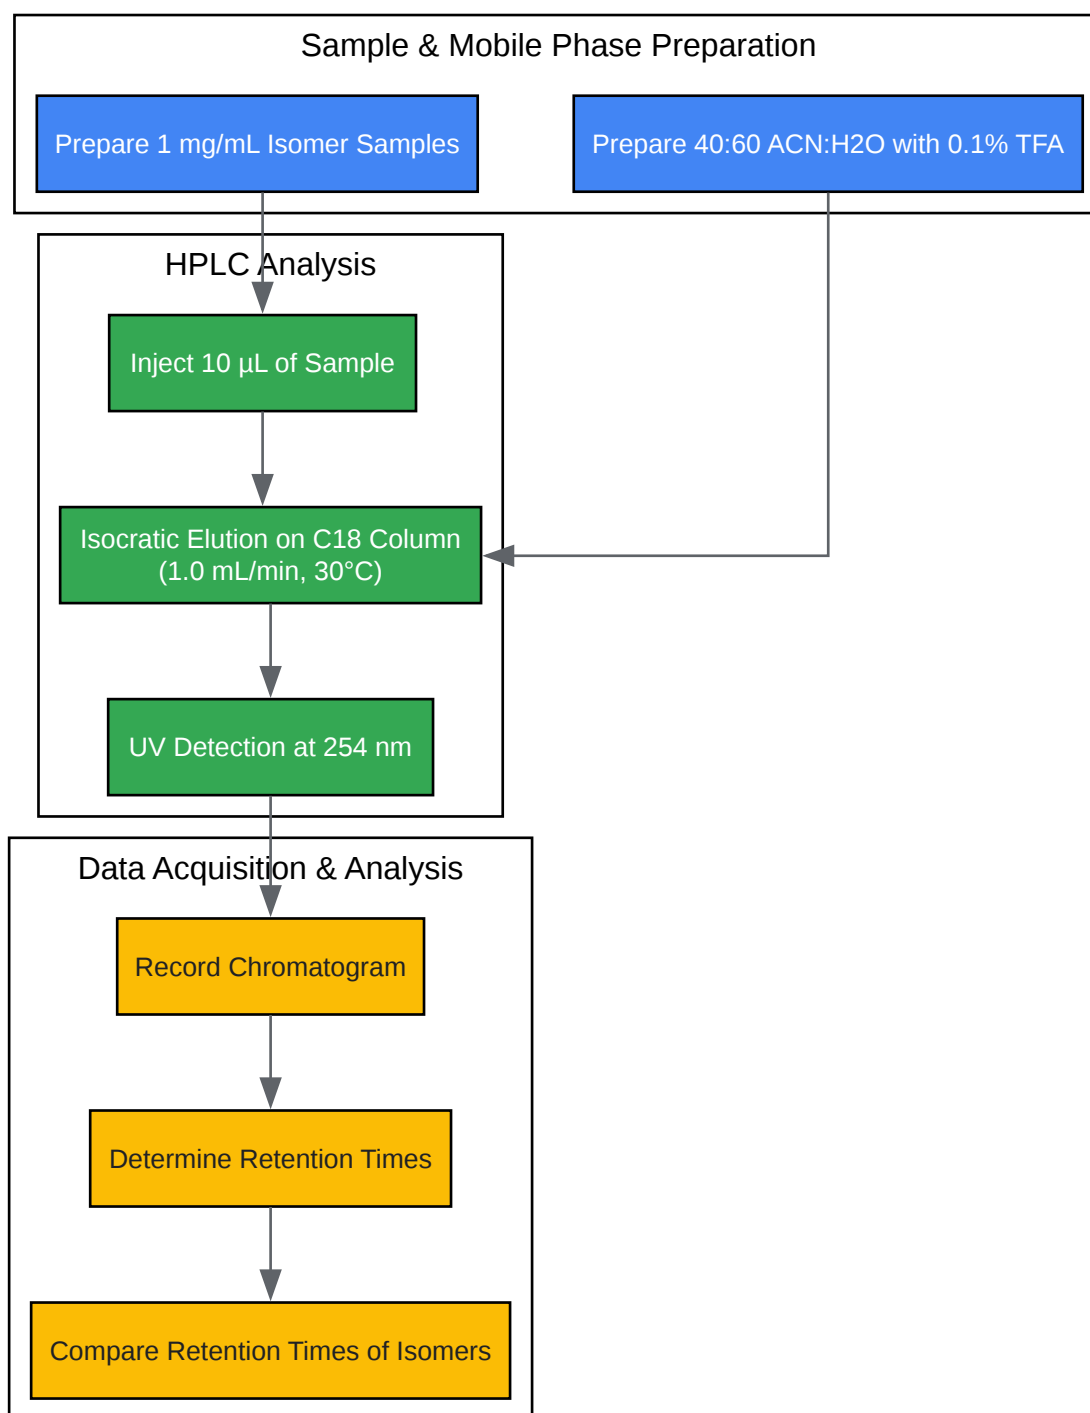 Sample & Mobile Phase Preparation
Prepare 1 mg/mL Isomer Samples
Prepare 40:60 ACN:H2O with 0.1% TFA
HPLC Analysis
Inject 10 µL of Sample
Isocratic Elution on C18 Column
(1.0 mL/min, 30°C)
UV Detection at 254 nm
Data Acquisition & Analysis
Record Chromatogram
Determine Retention Times
Compare Retention Times of Isomers